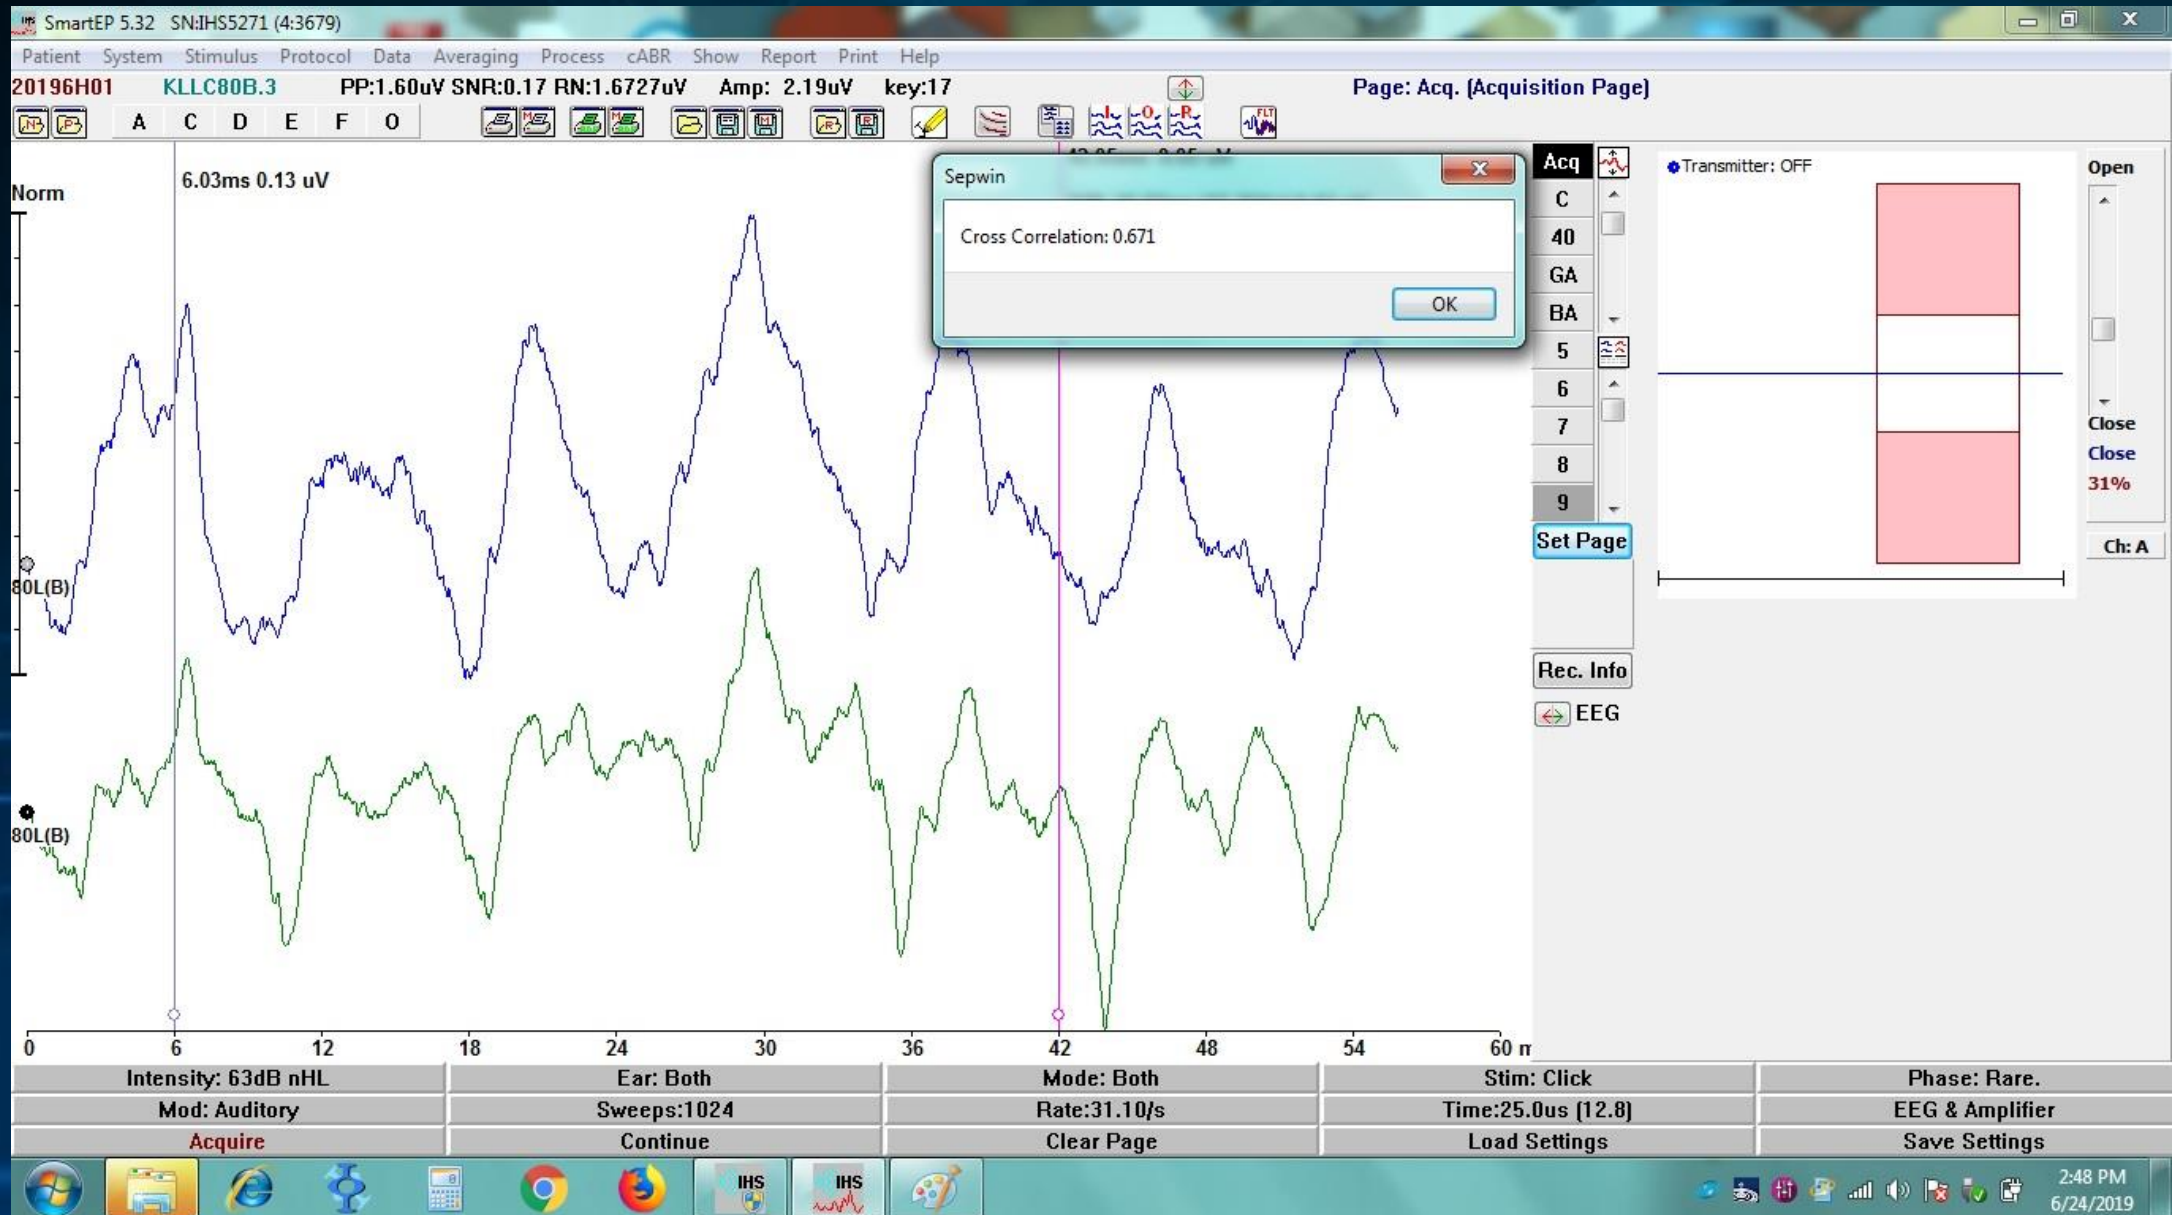 SmartEP 5.32 SN:IHS5271 (4:3679)
Patient System Stimulus Protocol Data Averaging Process cABR Show Report Print Help
20196H01 KLLC80B.3 PP:1.60uV SNR:0.17 RN:1.6727uV Amp: 2.19uV key:17 Page: Acq. (Acquisition Page)
A C D E F O
Norm
6.03ms 0.13 uV
Sepwin
Cross Correlation: 0.671
OK
Acq
C
40
GA
BA
5
6
7
8
9
Set Page
Rec. Info
EEG
Transmitter: OFF
Open
Close
Close
31%
Ch: A
80L(B)
80L(B)
0 6 12 18 24 30 36 42 48 54 60 m
Intensity: 63dB nHL Ear: Both Mode: Both Stim: Click Phase: Rare.
Mod: Auditory Sweeps:1024 Rate:31.10/s Time:25.0us (12.8) EEG & Amplifier
Acquire Continue Clear Page Load Settings Save Settings
IHS IHS
2:48 PM
6/24/2019